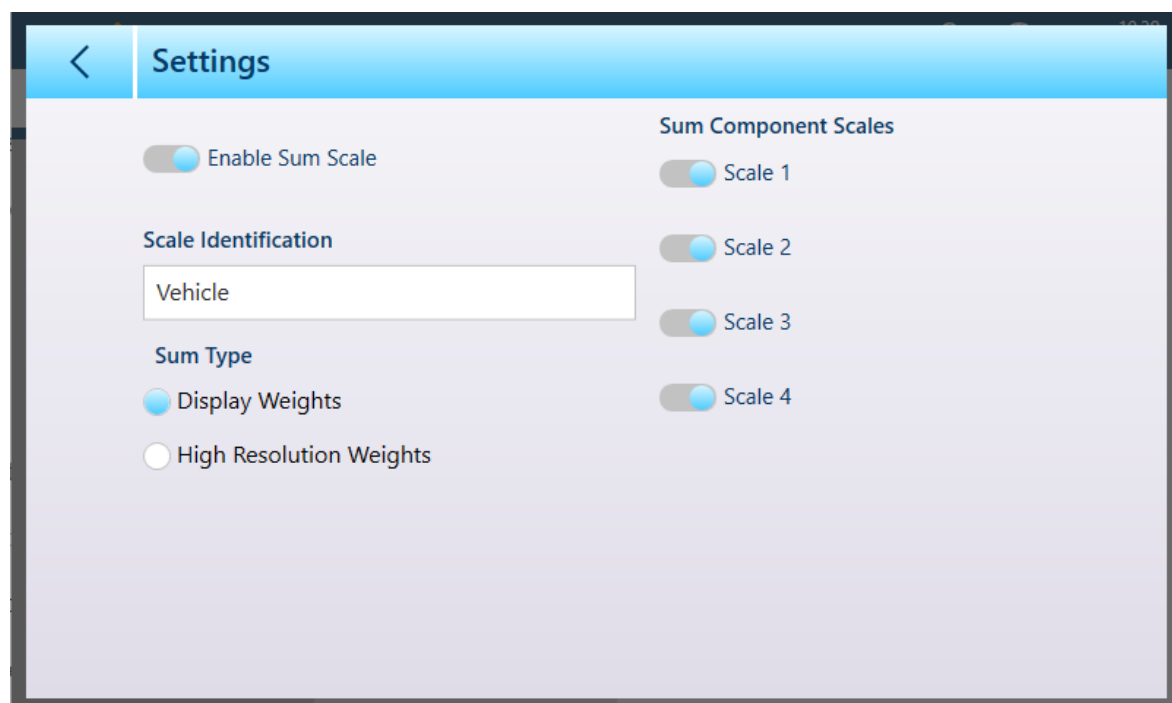 Settings
Enable Sum Scale
Scale Identification
Vehicle
Sum Type
Display Weights
High Resolution Weights
Sum Component Scales
Scale 1
Scale 2
Scale 3
Scale 4